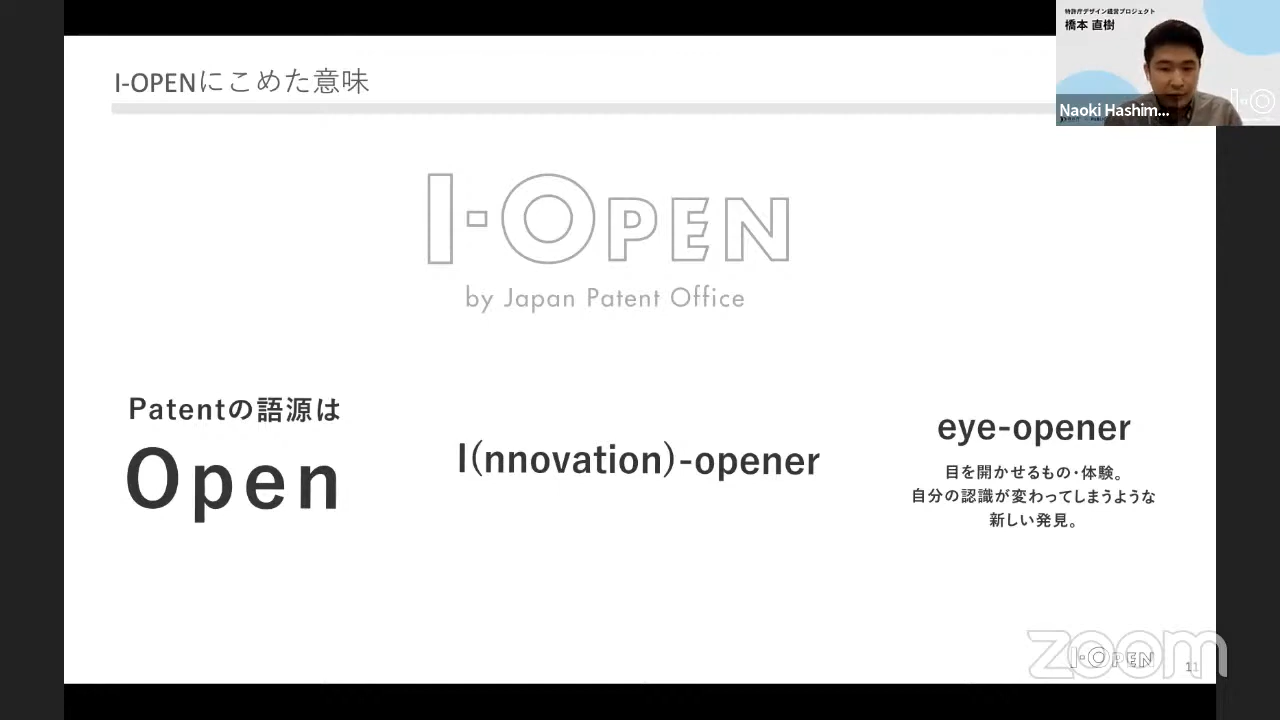 I-OPENにこめた意味
I-OPEN
by Japan Patent Office
Patentの語源は
Open
I(nnovation)-opener
eye-opener
目を開かせるもの・体験。
自分の認識が変わってしまうような
新しい発見。
特許庁デザイン経営プロジェクト
橋本 直樹
I-O
Naoki Hashim...
zoom
I-OPEN
11